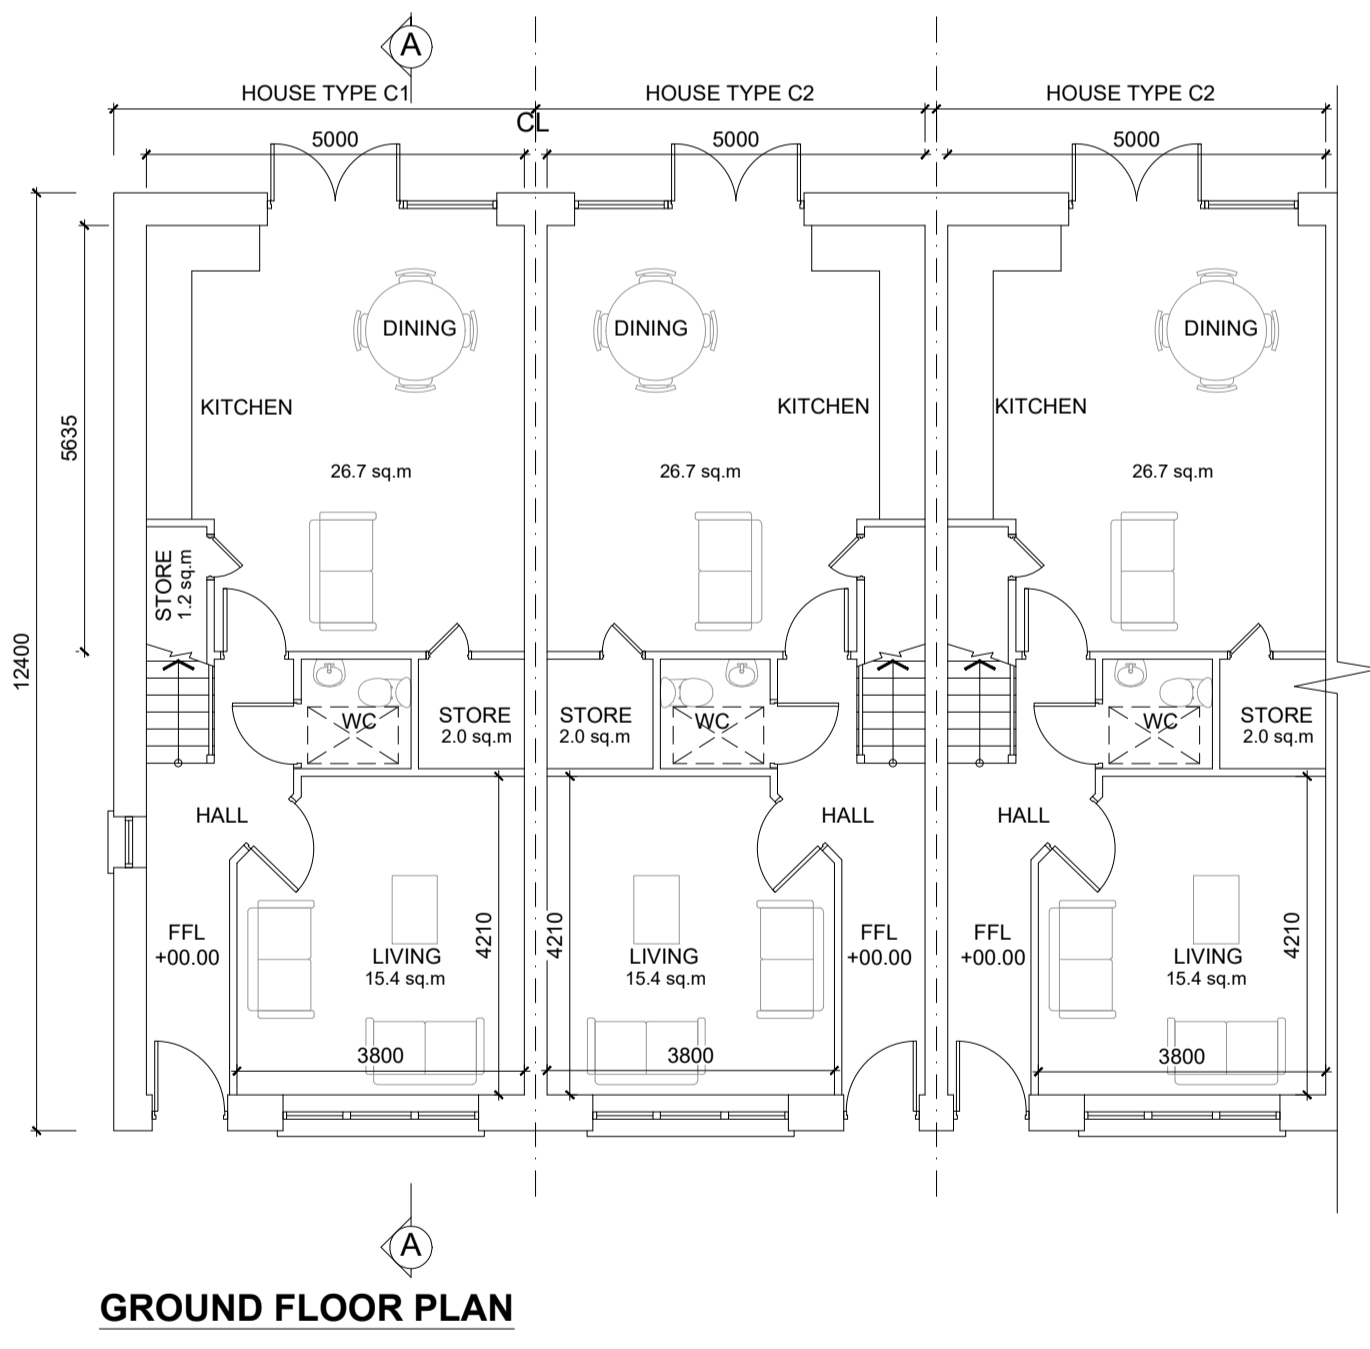 A
HOUSE TYPE C1
HOUSE TYPE C2
HOUSE TYPE C2
CL
5000
5000
5000
DINING
DINING
DINING
KITCHEN
KITCHEN
KITCHEN
5635
26.7 sq.m
26.7 sq.m
26.7 sq.m
STORE
1.2 sq.m
12400
WC
STORE
2.0 sq.m
STORE
2.0 sq.m
WC
WC
STORE
2.0 sq.m
HALL
HALL
HALL
FFL
+00.00
LIVING
15.4 sq.m
4210
4210
LIVING
15.4 sq.m
FFL
+00.00
FFL
+00.00
LIVING
15.4 sq.m
4210
3800
3800
3800
A
GROUND FLOOR PLAN